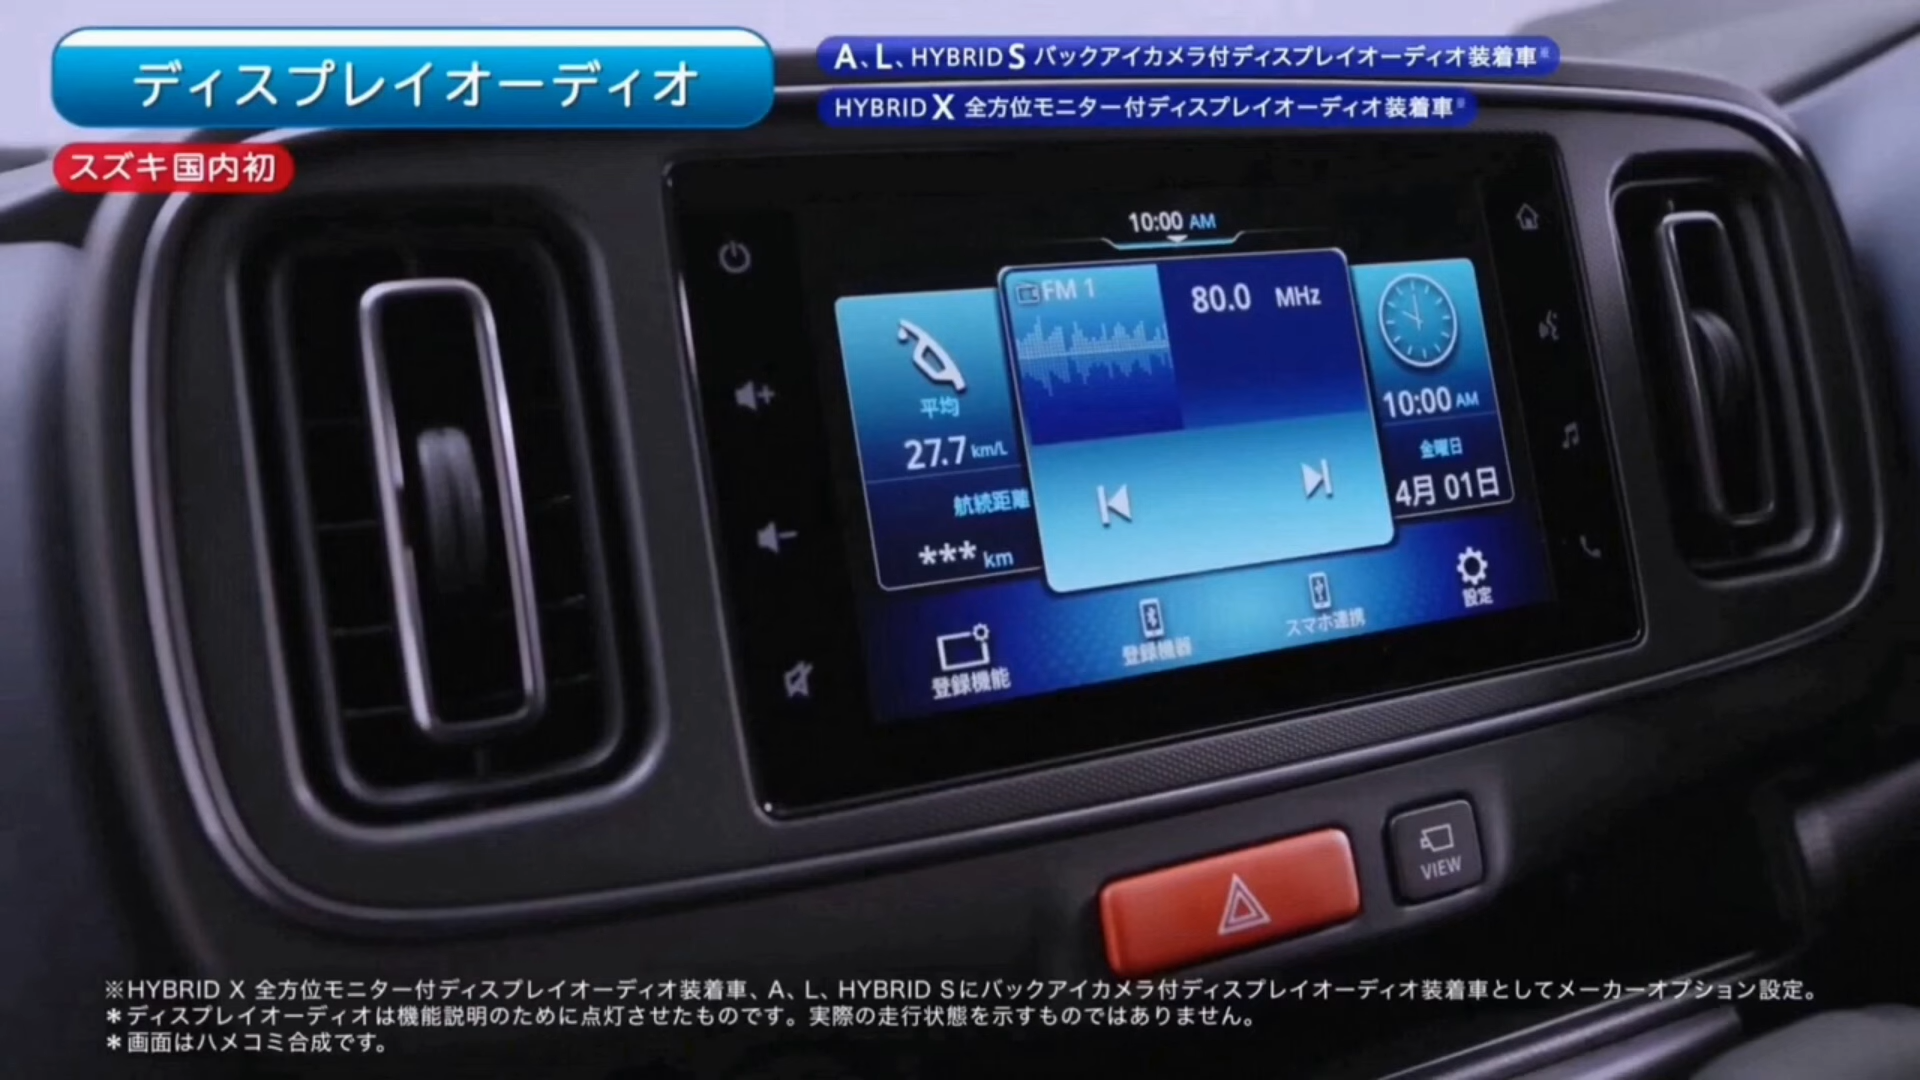 ディスプレイオーディオ
A、L、HYBRID S バックアイカメラ付ディスプレイオーディオ装着車※
HYBRID X 全方位モニター付ディスプレイオーディオ装着車※
スズキ国内初
10:00 AM
FM 1
80.0 MHz
平均
27.7 km/L
航続距離
*** km
10:00 AM
金曜日
4月 01日
登録機能
登録機器
スマホ連携
設定
VIEW
※HYBRID X 全方位モニター付ディスプレイオーディオ装着車、A、L、HYBRID Sにバックアイカメラ付ディスプレイオーディオ装着車としてメーカーオプション設定。
＊ディスプレイオーディオは機能説明のために点灯させたものです。実際の走行状態を示すものではありません。
＊画面はハメコミ合成です。